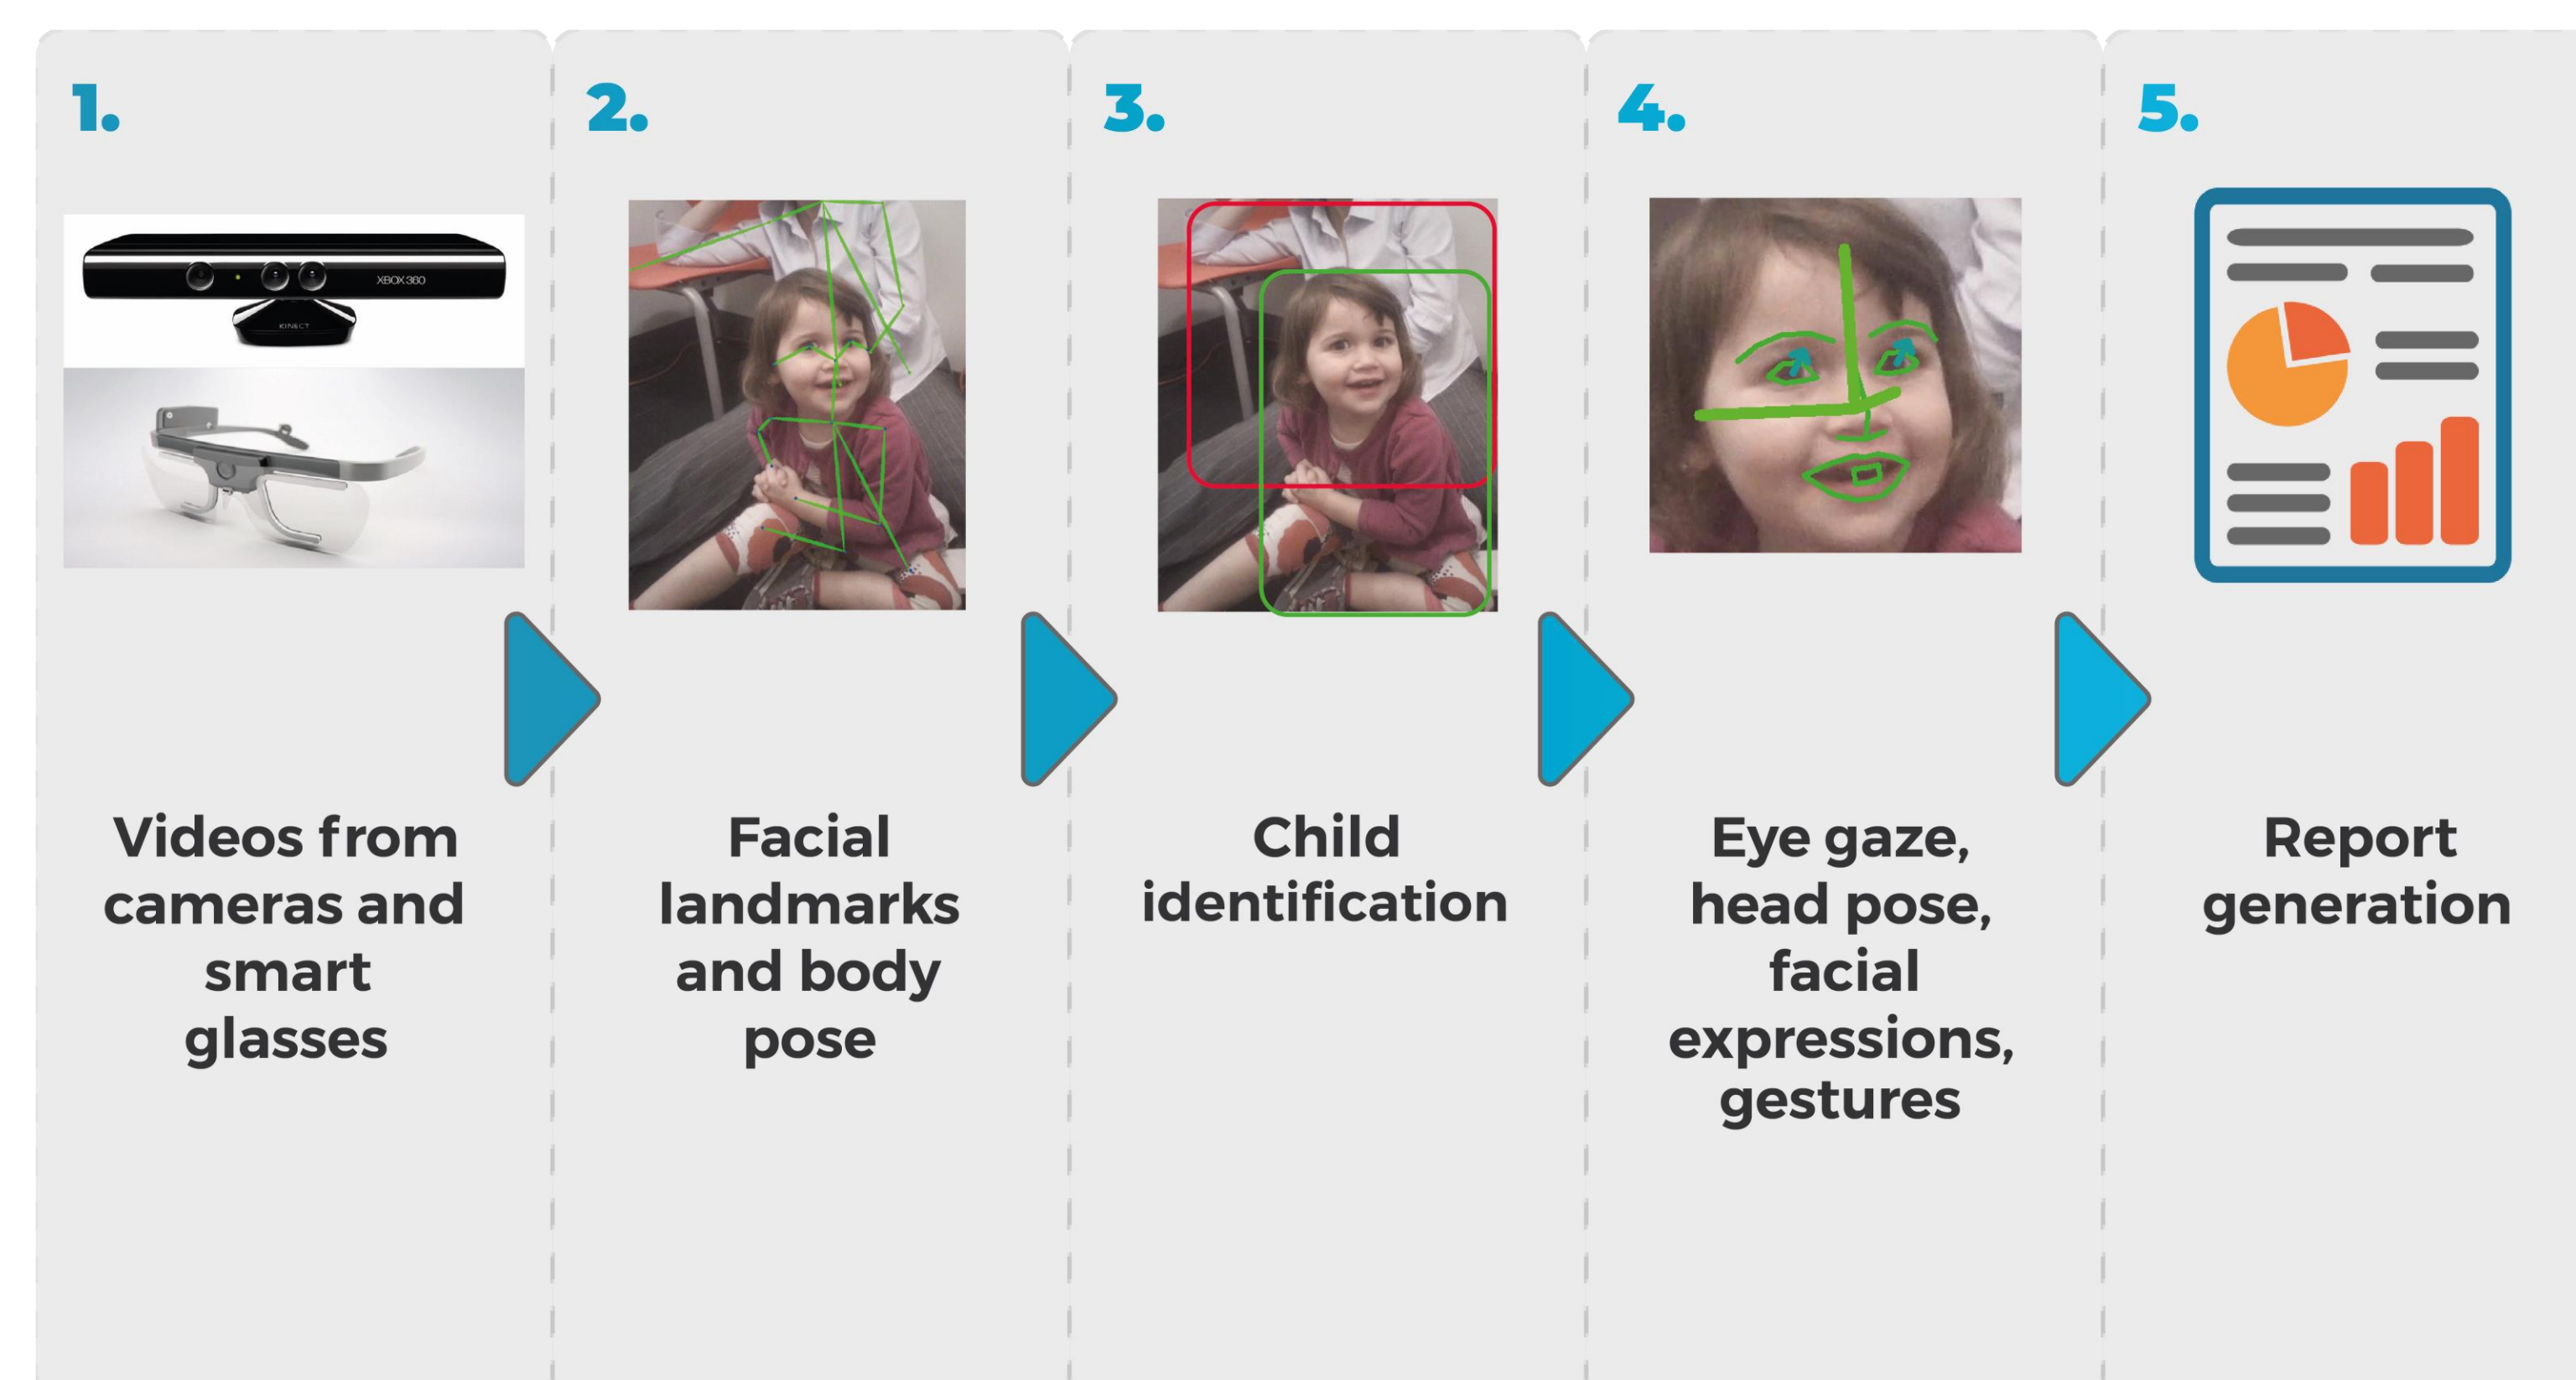 1.
XBOX 360
KINECT
Videos from
cameras and
smart
glasses
2.
Facial
landmarks
and body
pose
3.
Child
identification
4.
Eye gaze,
head pose,
facial
expressions,
gestures
5.
Report
generation